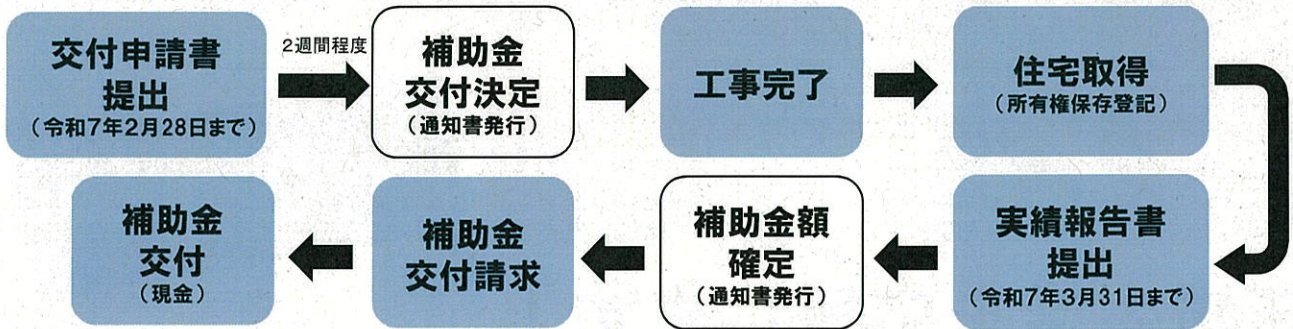 交付申請書
提出
(令和7年2月28日まで)
2週間程度
補助金
交付決定
(通知書発行)
工事完了
住宅取得
(所有権保存登記)
実績報告書
提出
(令和7年3月31日まで)
補助金額
確定
(通知書発行)
補助金
交付請求
補助金
交付
(現金)